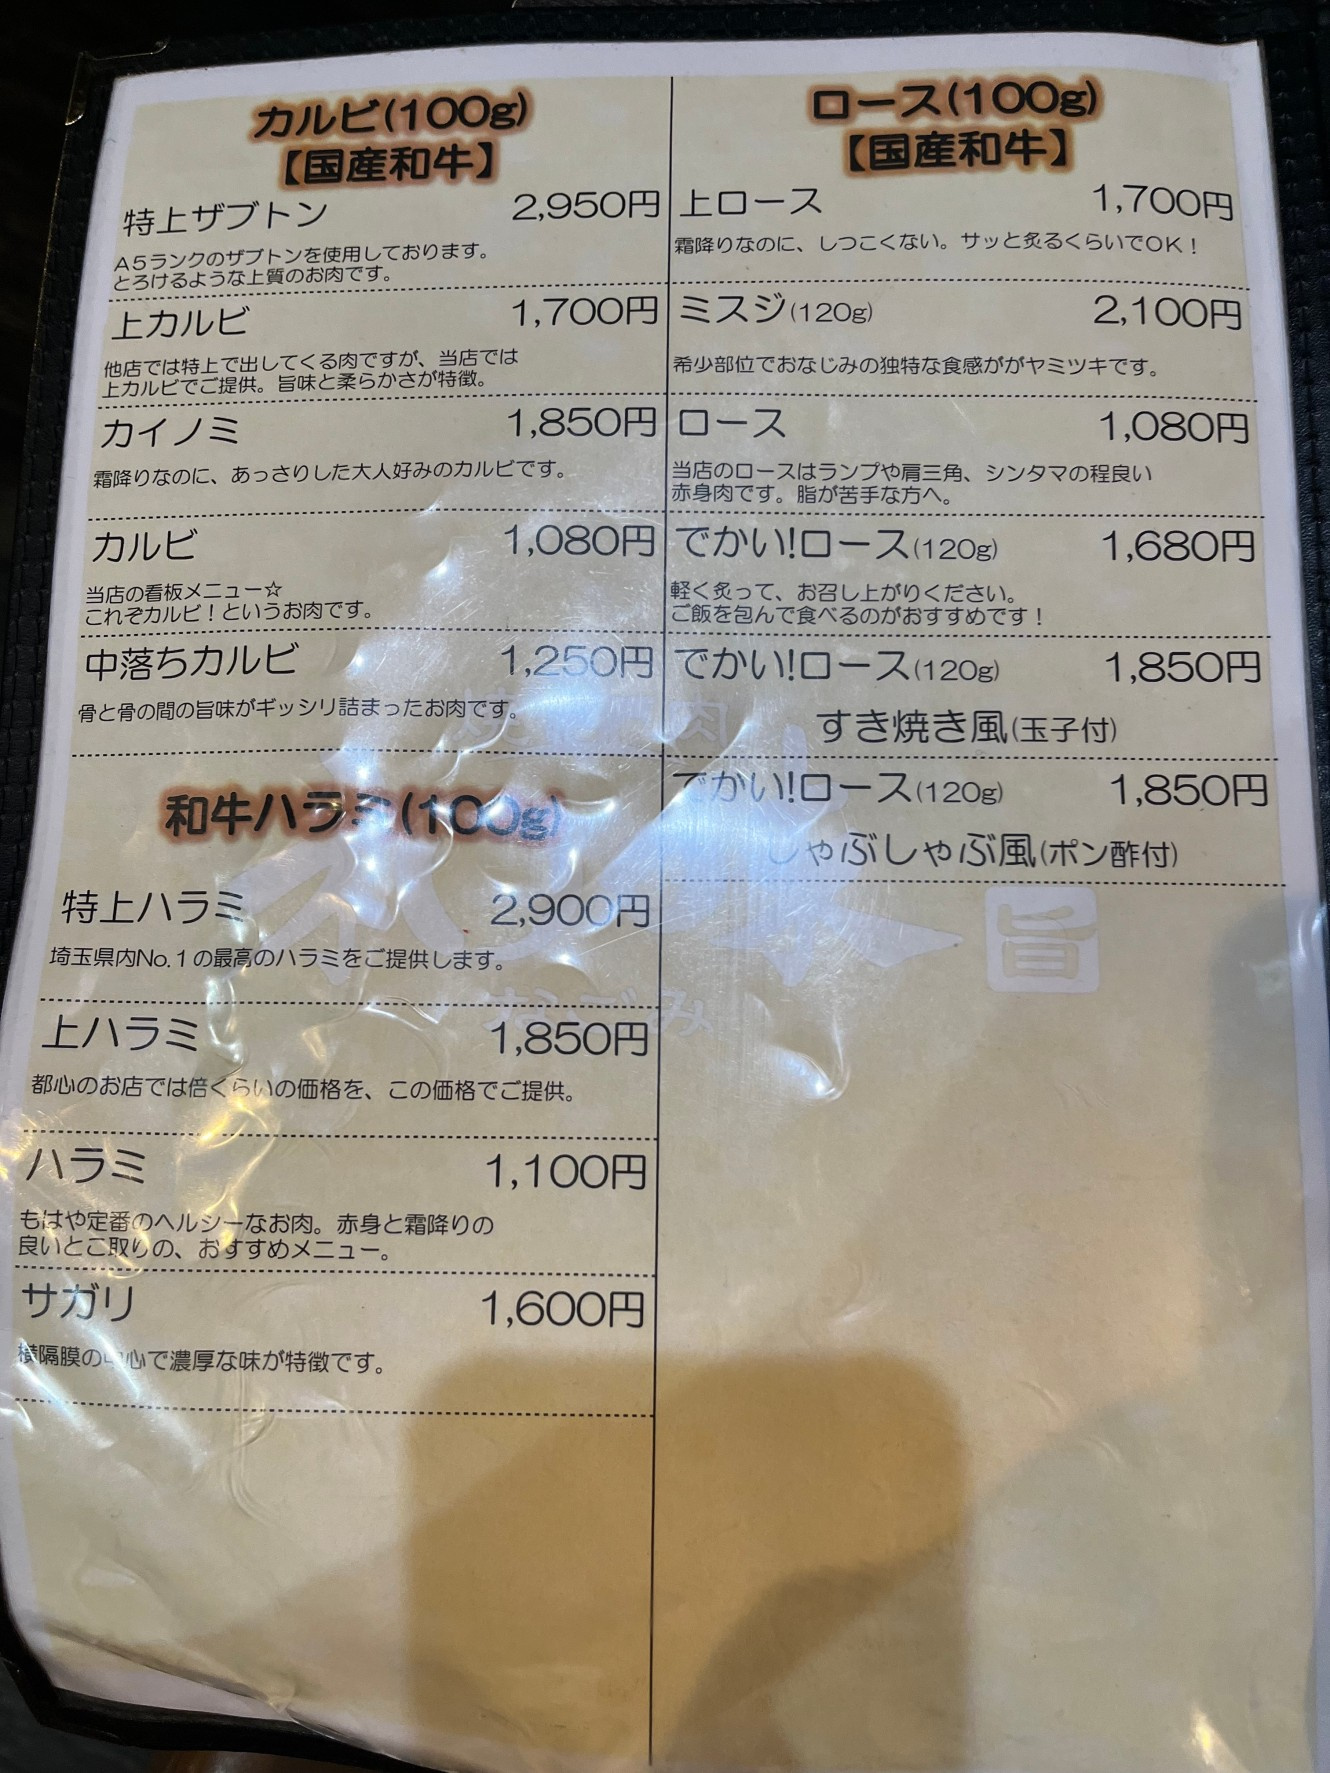 カルビ(100g)
【国産和牛】
特上ザブトン 2,950円
A5ランクのザブトンを使用しております。
とろけるような上質のお肉です。
上カルビ 1,700円
他店では特上で出してくる肉ですが、当店では
上カルビでご提供。旨味と柔らかさが特徴。
カイノミ 1,850円
霜降りなのに、あっさりした大人好みのカルビです。
カルビ 1,080円
当店の看板メニュー☆
これぞカルビ！というお肉です。
中落ちカルビ 1,250円
骨と骨の間の旨味がギッシリ詰まったお肉です。
和牛ハラミ(100g)
特上ハラミ 2,900円
埼玉県内No.1の最高のハラミをご提供します。
上ハラミ 1,850円
都心のお店では倍くらいの価格を、この価格でご提供。
ハラミ 1,100円
もはや定番のヘルシーなお肉。赤身と霜降りの
良いとこ取りの、おすすめメニュー。
サガリ 1,600円
横隔膜の中心で濃厚な味が特徴です。
ロース(100g)
【国産和牛】
上ロース 1,700円
霜降りなのに、しつこくない。サッと炙るくらいでOK！
ミスジ(120g) 2,100円
希少部位でおなじみの独特な食感ががヤミツキです。
ロース 1,080円
当店のロースはランプや肩三角、シンタマの程良い
赤身肉です。脂が苦手な方へ。
でかい!ロース(120g) 1,680円
軽く炙って、お召し上がりください。
ご飯を包んで食べるのがおすすめです！
でかい!ロース(120g) 1,850円
すき焼き風(玉子付)
でかい!ロース(120g) 1,850円
しゃぶしゃぶ風(ポン酢付)
旨